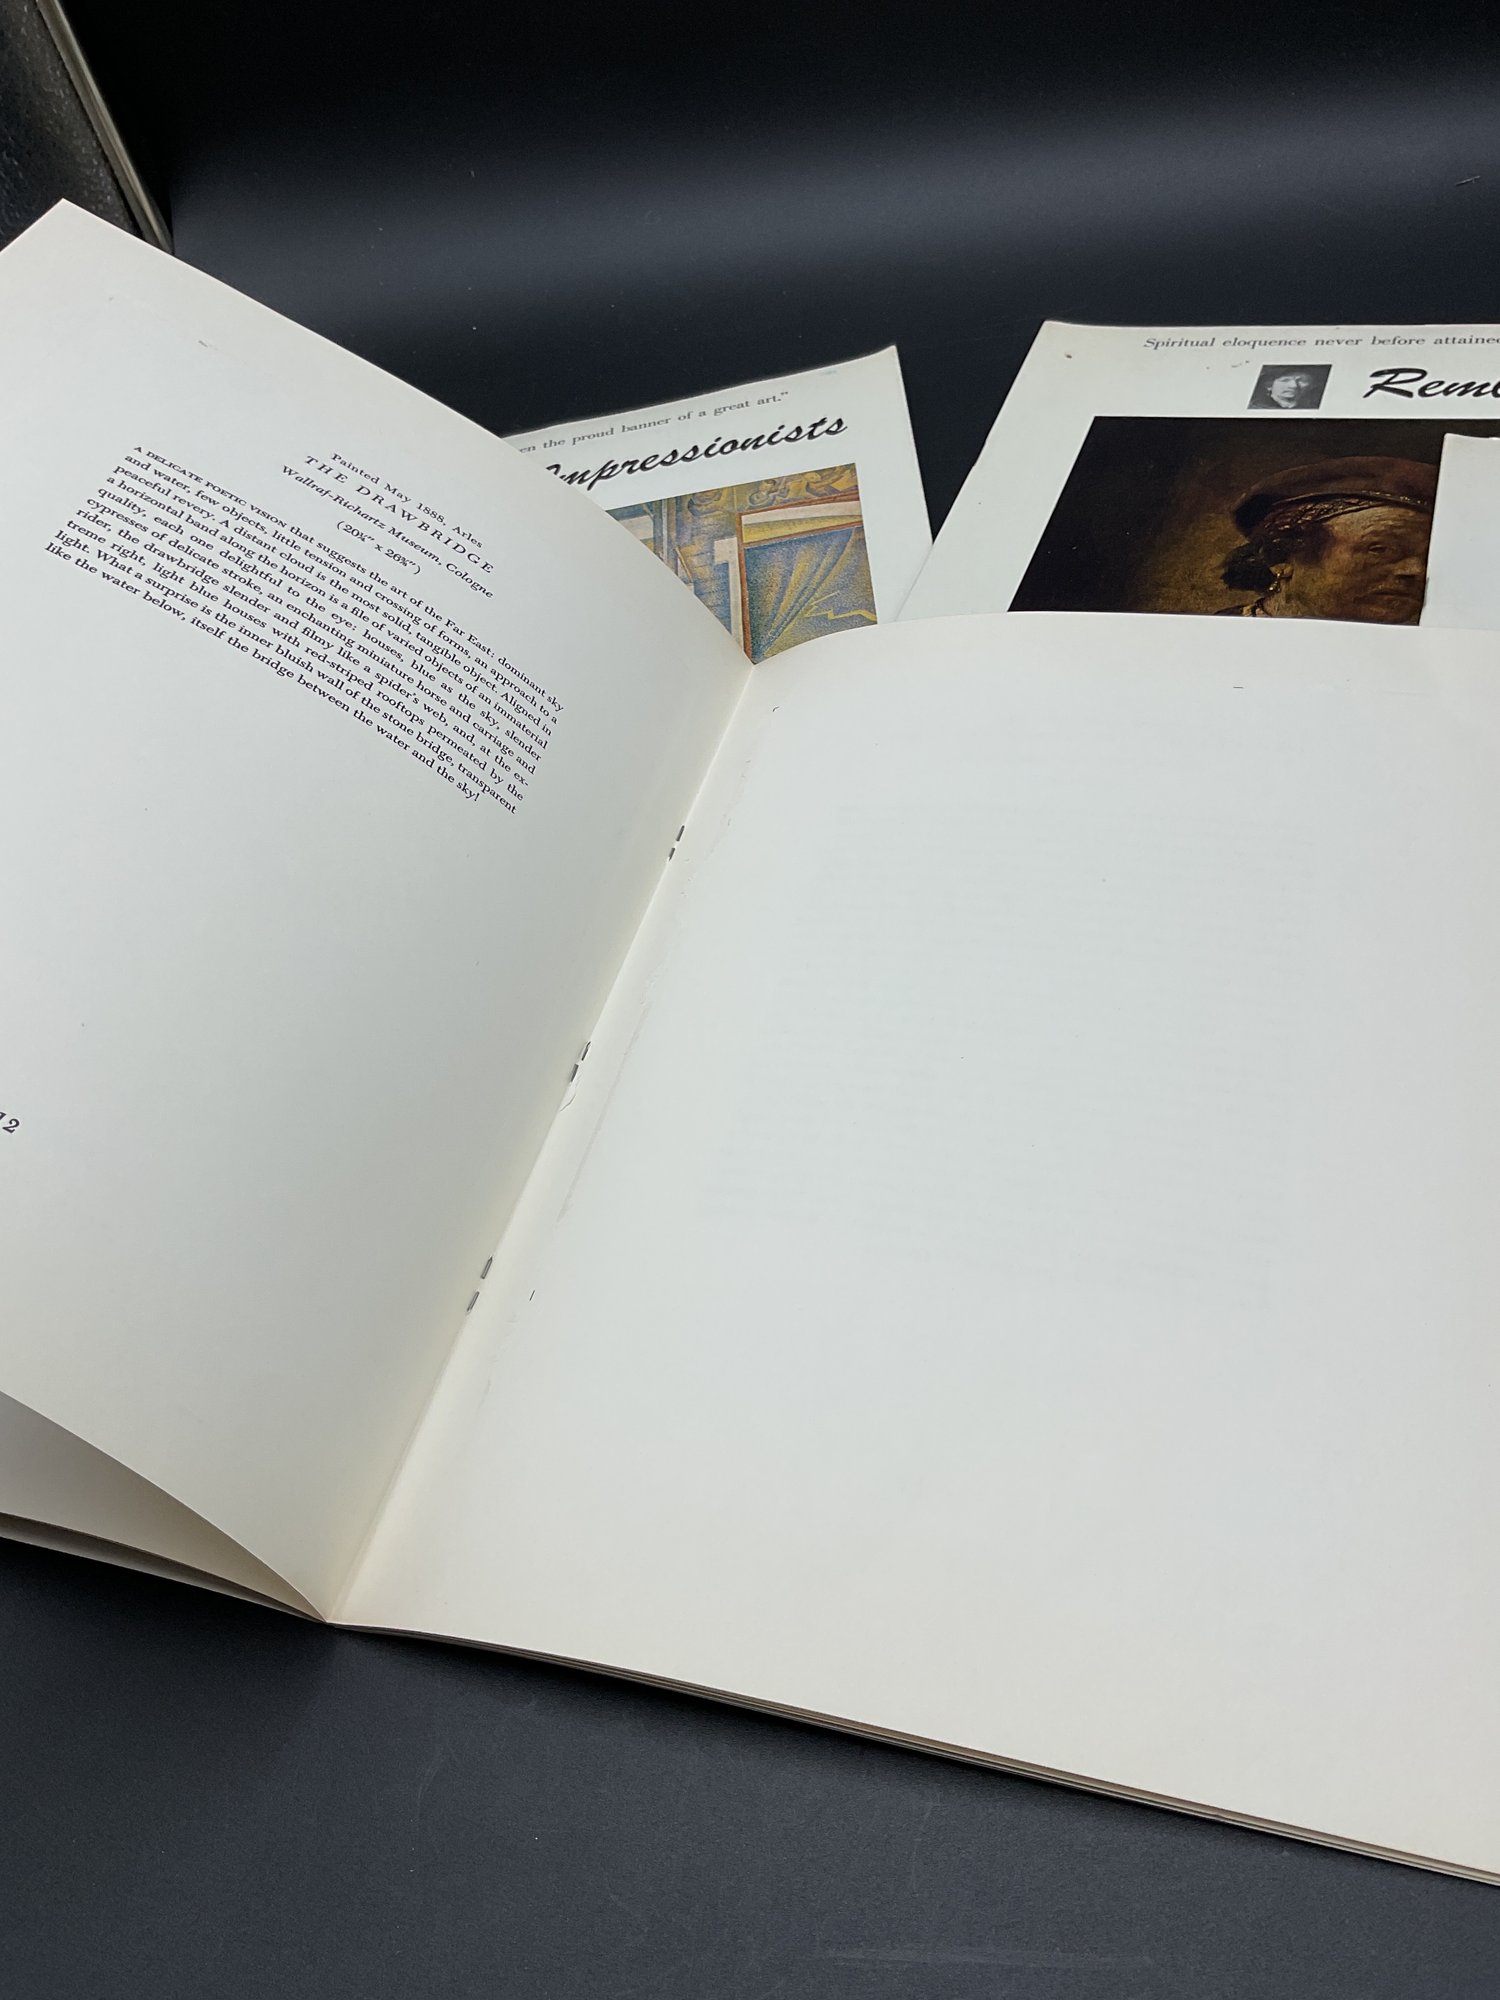 Painted May 1888, Arles
THE DRAWBRIDGE
Wallraf-Richartz Museum, Cologne
(20⅛" x 26⅜")
A DELICATE POETIC VISION that suggests the art of the Far East: dominant sky
and water, few objects, little tension and crossing of forms, an approach to a
peaceful revery. A distant cloud is the most solid, tangible object. Aligned in
a horizontal band along the horizon is a file of varied objects of an immaterial
quality, each one delightful to the eye: houses, blue as the sky, slender
cypresses of delicate stroke, an enchanting miniature horse and carriage and
rider, the drawbridge slender and filmy like a spider's web, and, at the ex-
treme right, light blue houses with red-striped rooftops permeated by the
light. What a surprise is the inner bluish wall of the stone bridge, transparent
like the water below, itself the bridge between the water and the sky!
12
the proud banner of a great art."
Impressionists
Spiritual eloquence never before attained